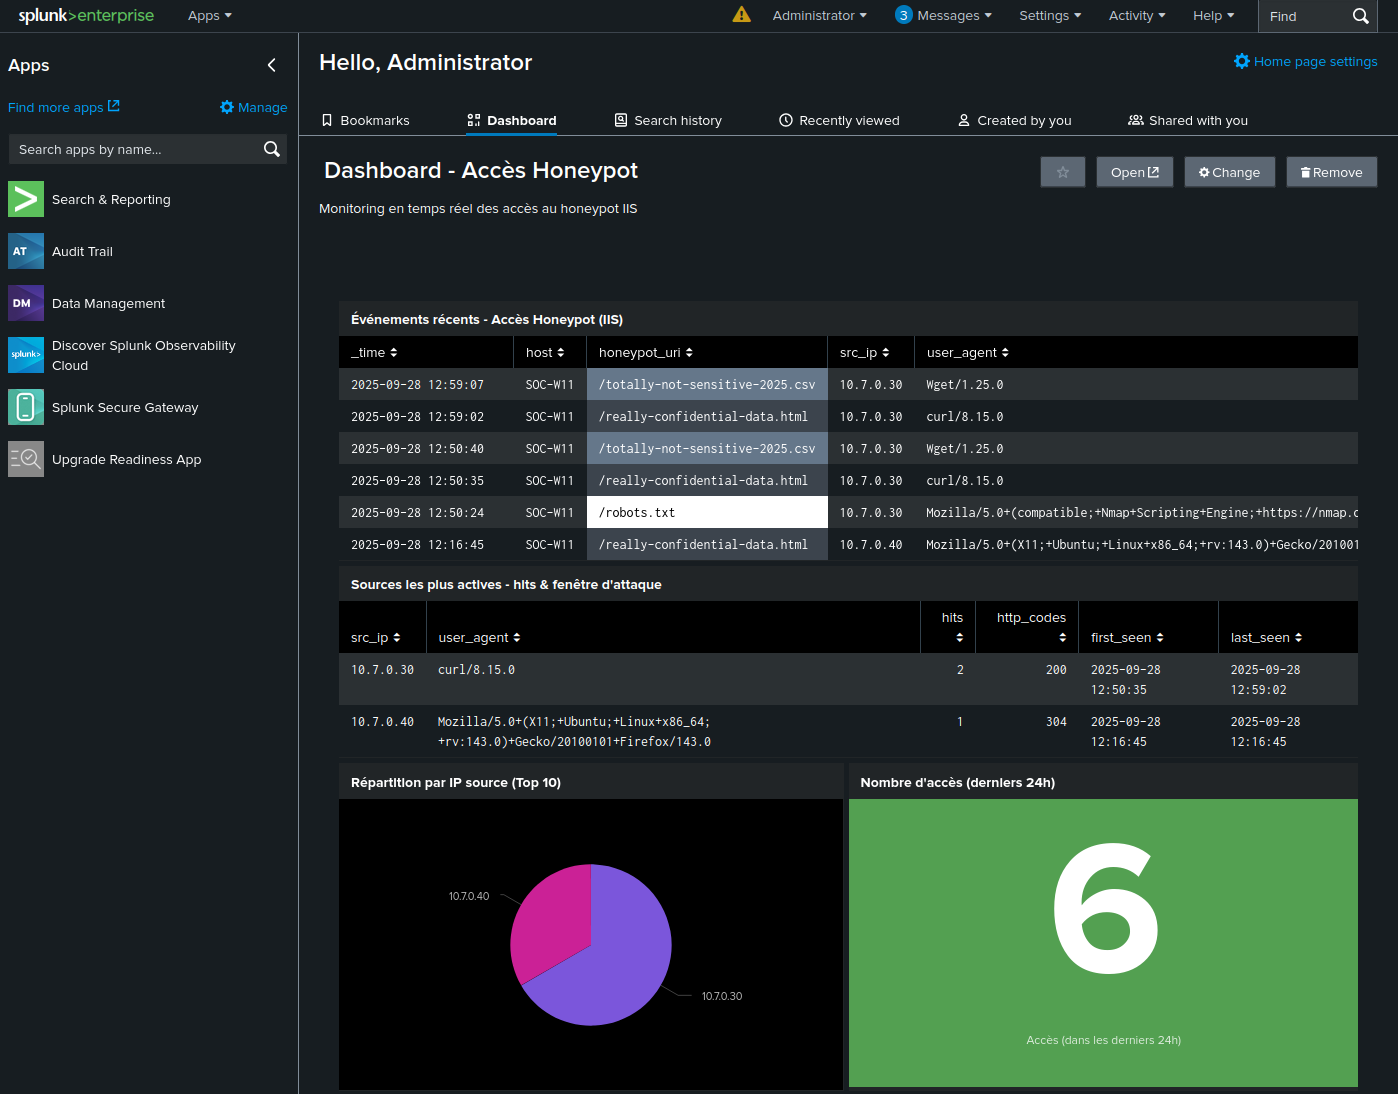 splunk>enterprise Apps Administrator 3 Messages Settings Activity Help Find
Apps
Find more apps Manage
Search apps by name...
Search & Reporting
AT Audit Trail
DM Data Management
splunk> Discover Splunk Observability
Cloud
Splunk Secure Gateway
Upgrade Readiness App
Hello, Administrator
Home page settings
Bookmarks Dashboard Search history Recently viewed Created by you Shared with you
Dashboard - Accès Honeypot
Open Change Remove
Monitoring en temps réel des accès au honeypot IIS
Événements récents - Accès Honeypot (IIS)
_time host honeypot_uri src_ip user_agent
2025-09-28 12:59:07 SOC-W11 /totally-not-sensitive-2025.csv 10.7.0.30 Wget/1.25.0
2025-09-28 12:59:02 SOC-W11 /really-confidential-data.html 10.7.0.30 curl/8.15.0
2025-09-28 12:50:40 SOC-W11 /totally-not-sensitive-2025.csv 10.7.0.30 Wget/1.25.0
2025-09-28 12:50:35 SOC-W11 /really-confidential-data.html 10.7.0.30 curl/8.15.0
2025-09-28 12:50:24 SOC-W11 /robots.txt 10.7.0.30 Mozilla/5.0+(compatible;+Nmap+Scripting+Engine;+https://nmap.c
2025-09-28 12:16:45 SOC-W11 /really-confidential-data.html 10.7.0.40 Mozilla/5.0+(X11;+Ubuntu;+Linux+x86_64;+rv:143.0)+Gecko/201001
Sources les plus actives - hits & fenêtre d'attaque
src_ip user_agent hits http_codes first_seen last_seen
10.7.0.30 curl/8.15.0 2 200 2025-09-28 2025-09-28
12:50:35 12:59:02
10.7.0.40 Mozilla/5.0+(X11;+Ubuntu;+Linux+x86_64; 1 304 2025-09-28 2025-09-28
+rv:143.0)+Gecko/20100101+Firefox/143.0 12:16:45 12:16:45
Répartition par IP source (Top 10)
10.7.0.40
10.7.0.30
Nombre d'accès (derniers 24h)
6
Accès (dans les derniers 24h)